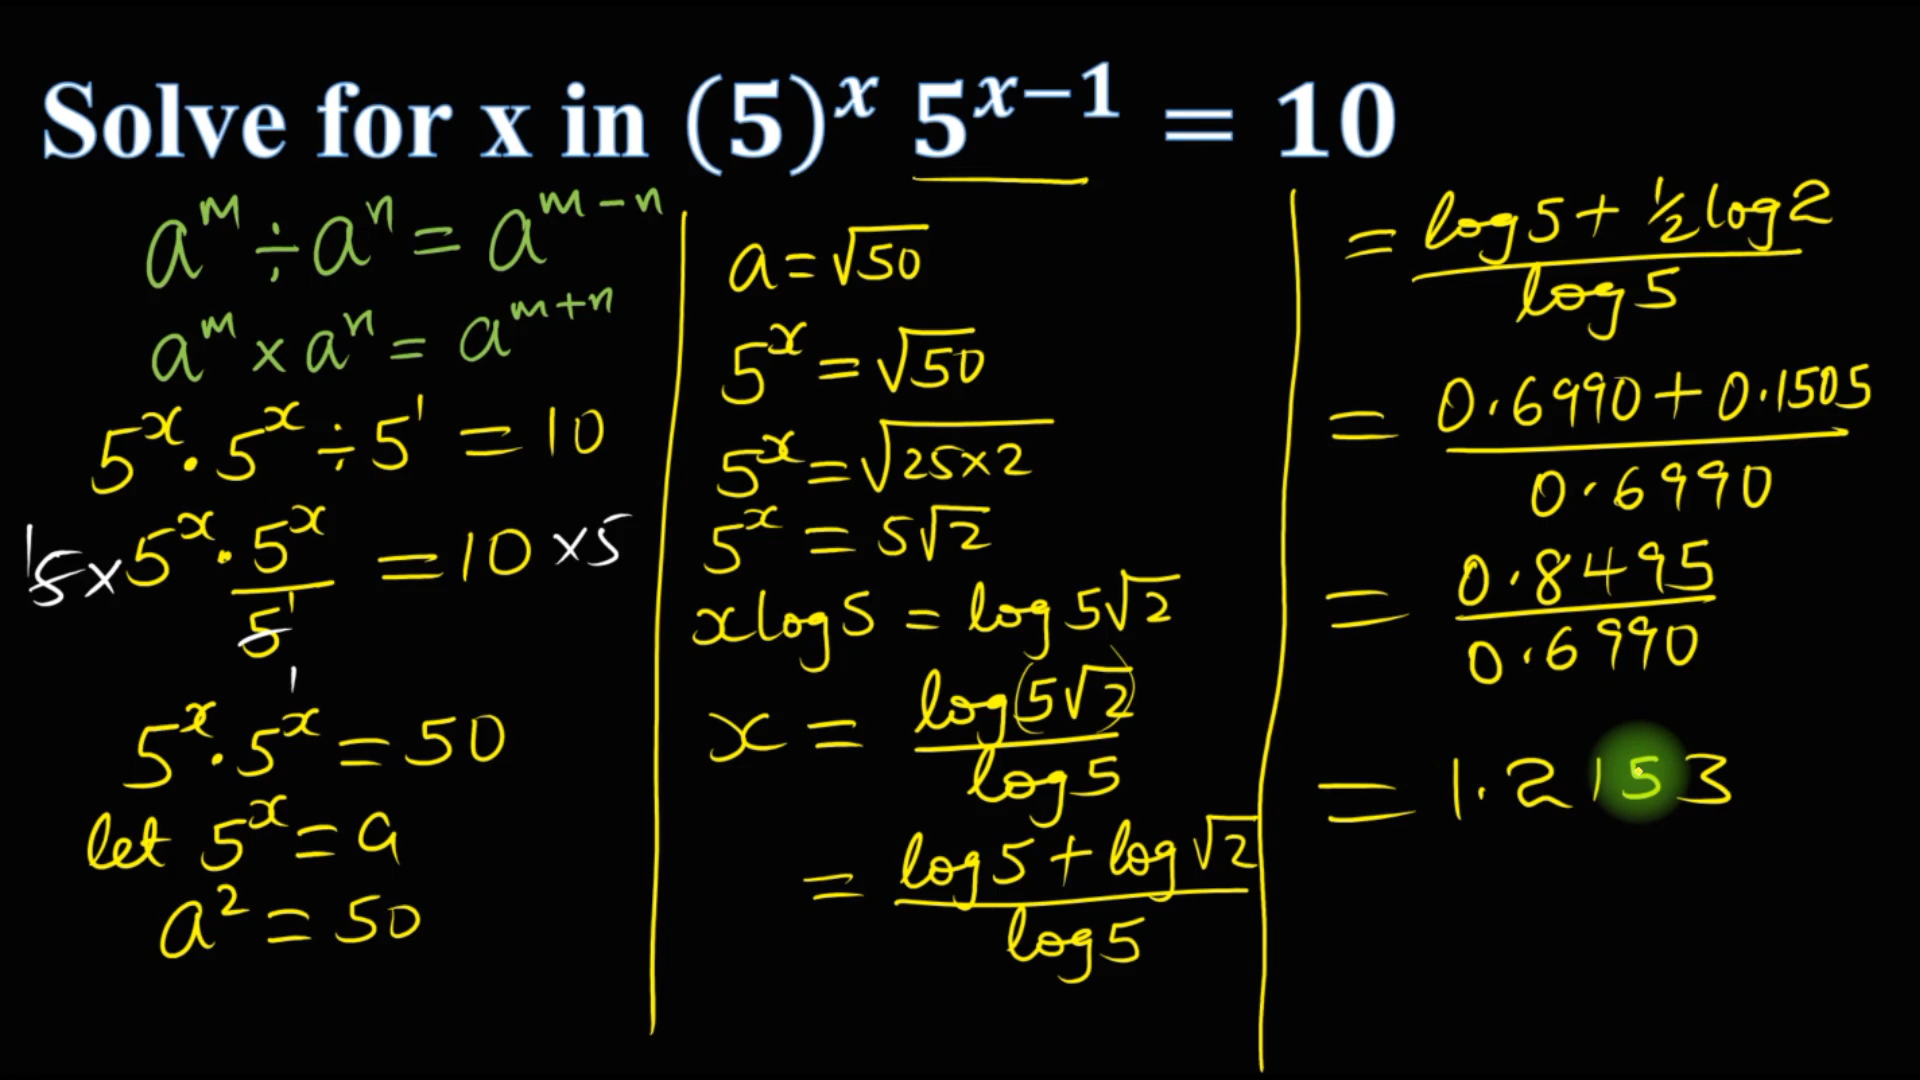 Solve for x in (5)^x 5^{x−1} = 10
a^m ÷ a^n = a^{m−n}
a^m × a^n = a^{m+n}
5^x · 5^x ÷ 5^1 = 10
^1 5 × 5^x · 5^x / 5^1 = 10 × 5
1
5^x · 5^x = 50
let 5^x = a
a^2 = 50
a = √50
5^x = √50
5^x = √25×2
5^x = 5√2
x log 5 = log 5√2
x = log(5√2) / log 5
= log 5 + log √2 / log 5
= log 5 + ½ log 2 / log 5
= 0.6990 + 0.1505 / 0.6990
= 0.8495 / 0.6990
= 1.2153